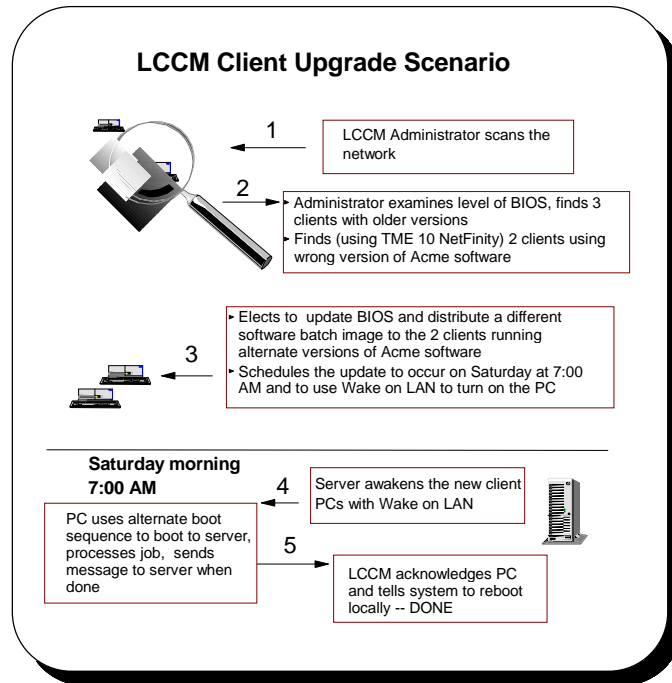 LCCM Client Upgrade Scenario
1
LCCM Administrator scans the
network
2
Administrator examines level of BIOS, finds 3
clients with older versions
Finds (using TME 10 NetFinity) 2 clients using
wrong version of Acme software
3
Elects to update BIOS and distribute a different
software batch image to the 2 clients running
alternate versions of Acme software
Schedules the update to occur on Saturday at 7:00
AM and to use Wake on LAN to turn on the PC
Saturday morning
7:00 AM
4
Server awakens the new client
PCs with Wake on LAN
PC uses alternate boot
sequence to boot to server,
processes job, sends
message to server when
done
5
LCCM acknowledges PC
and tells system to reboot
locally -- DONE